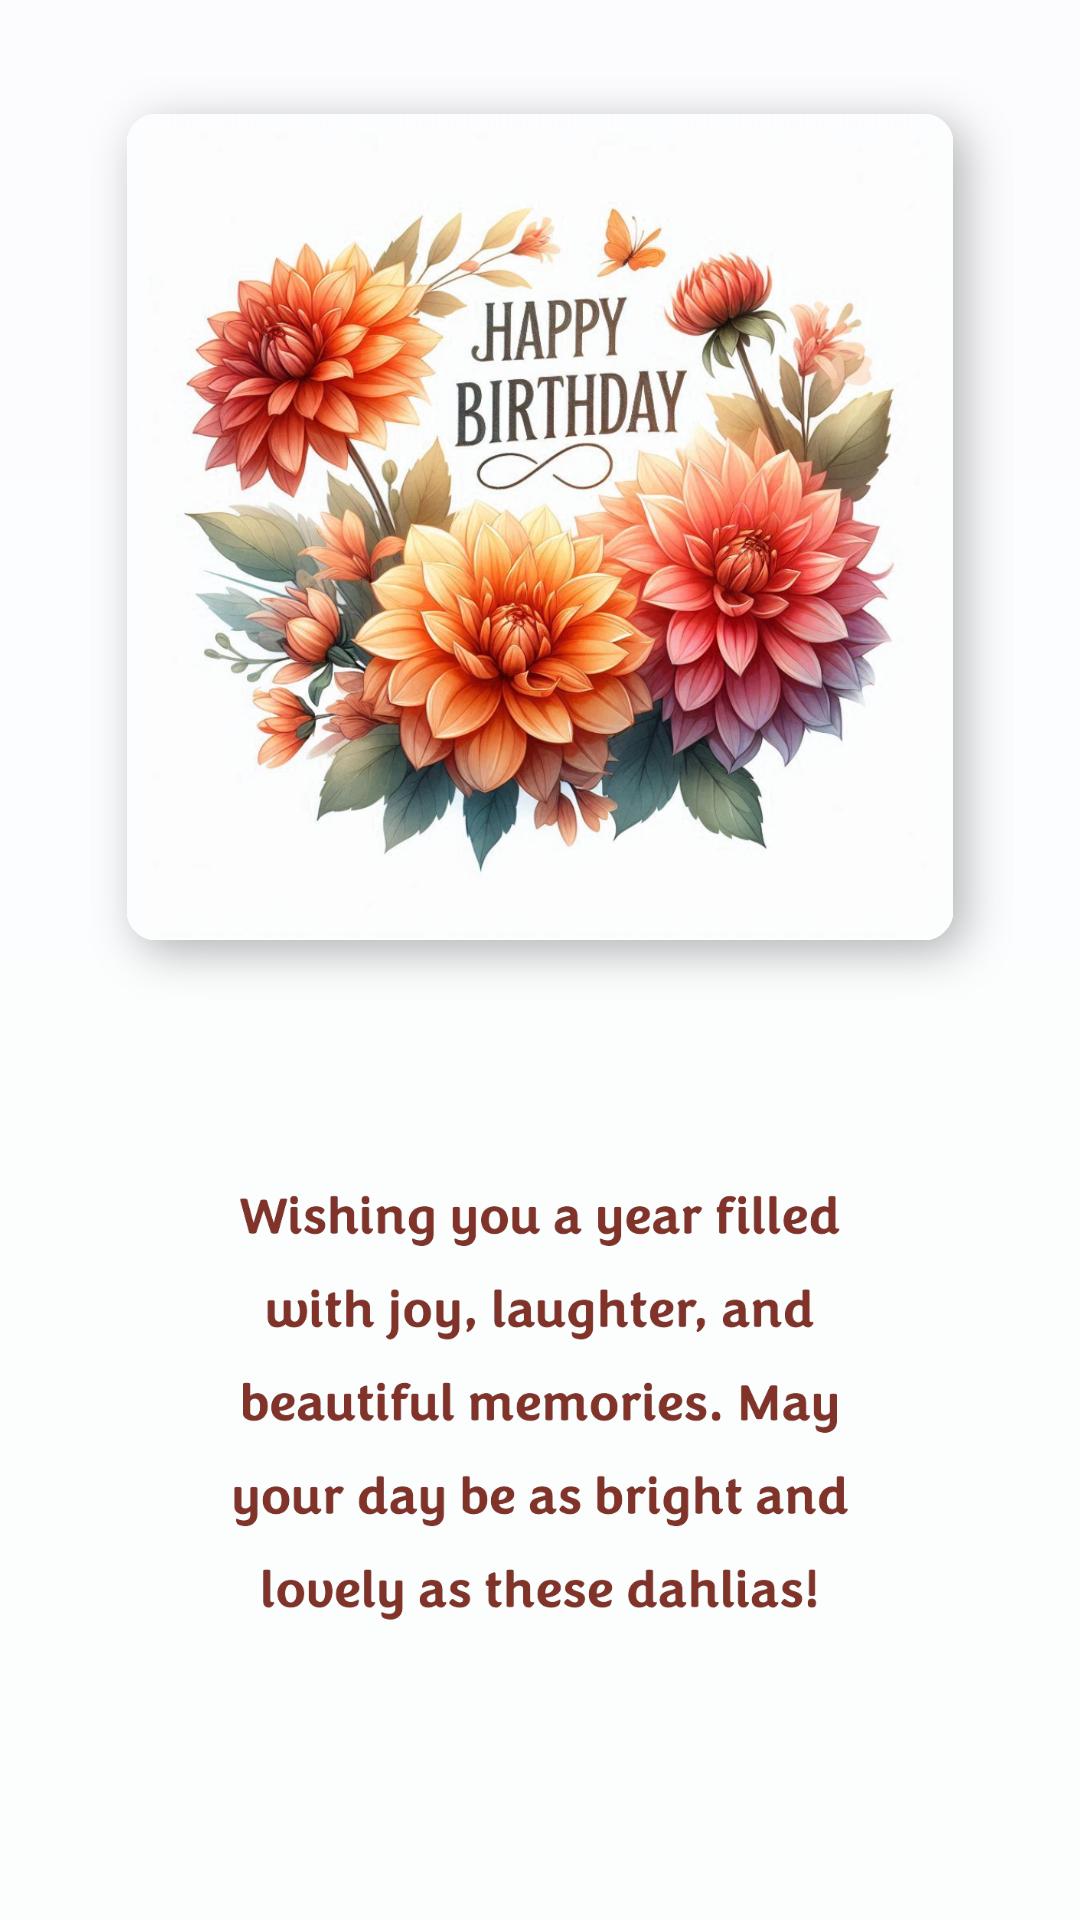 HAPPY
BIRTHDAY
Wishing you a year filled
with joy, laughter, and
beautiful memories. May
your day be as bright and
lovely as these dahlias!